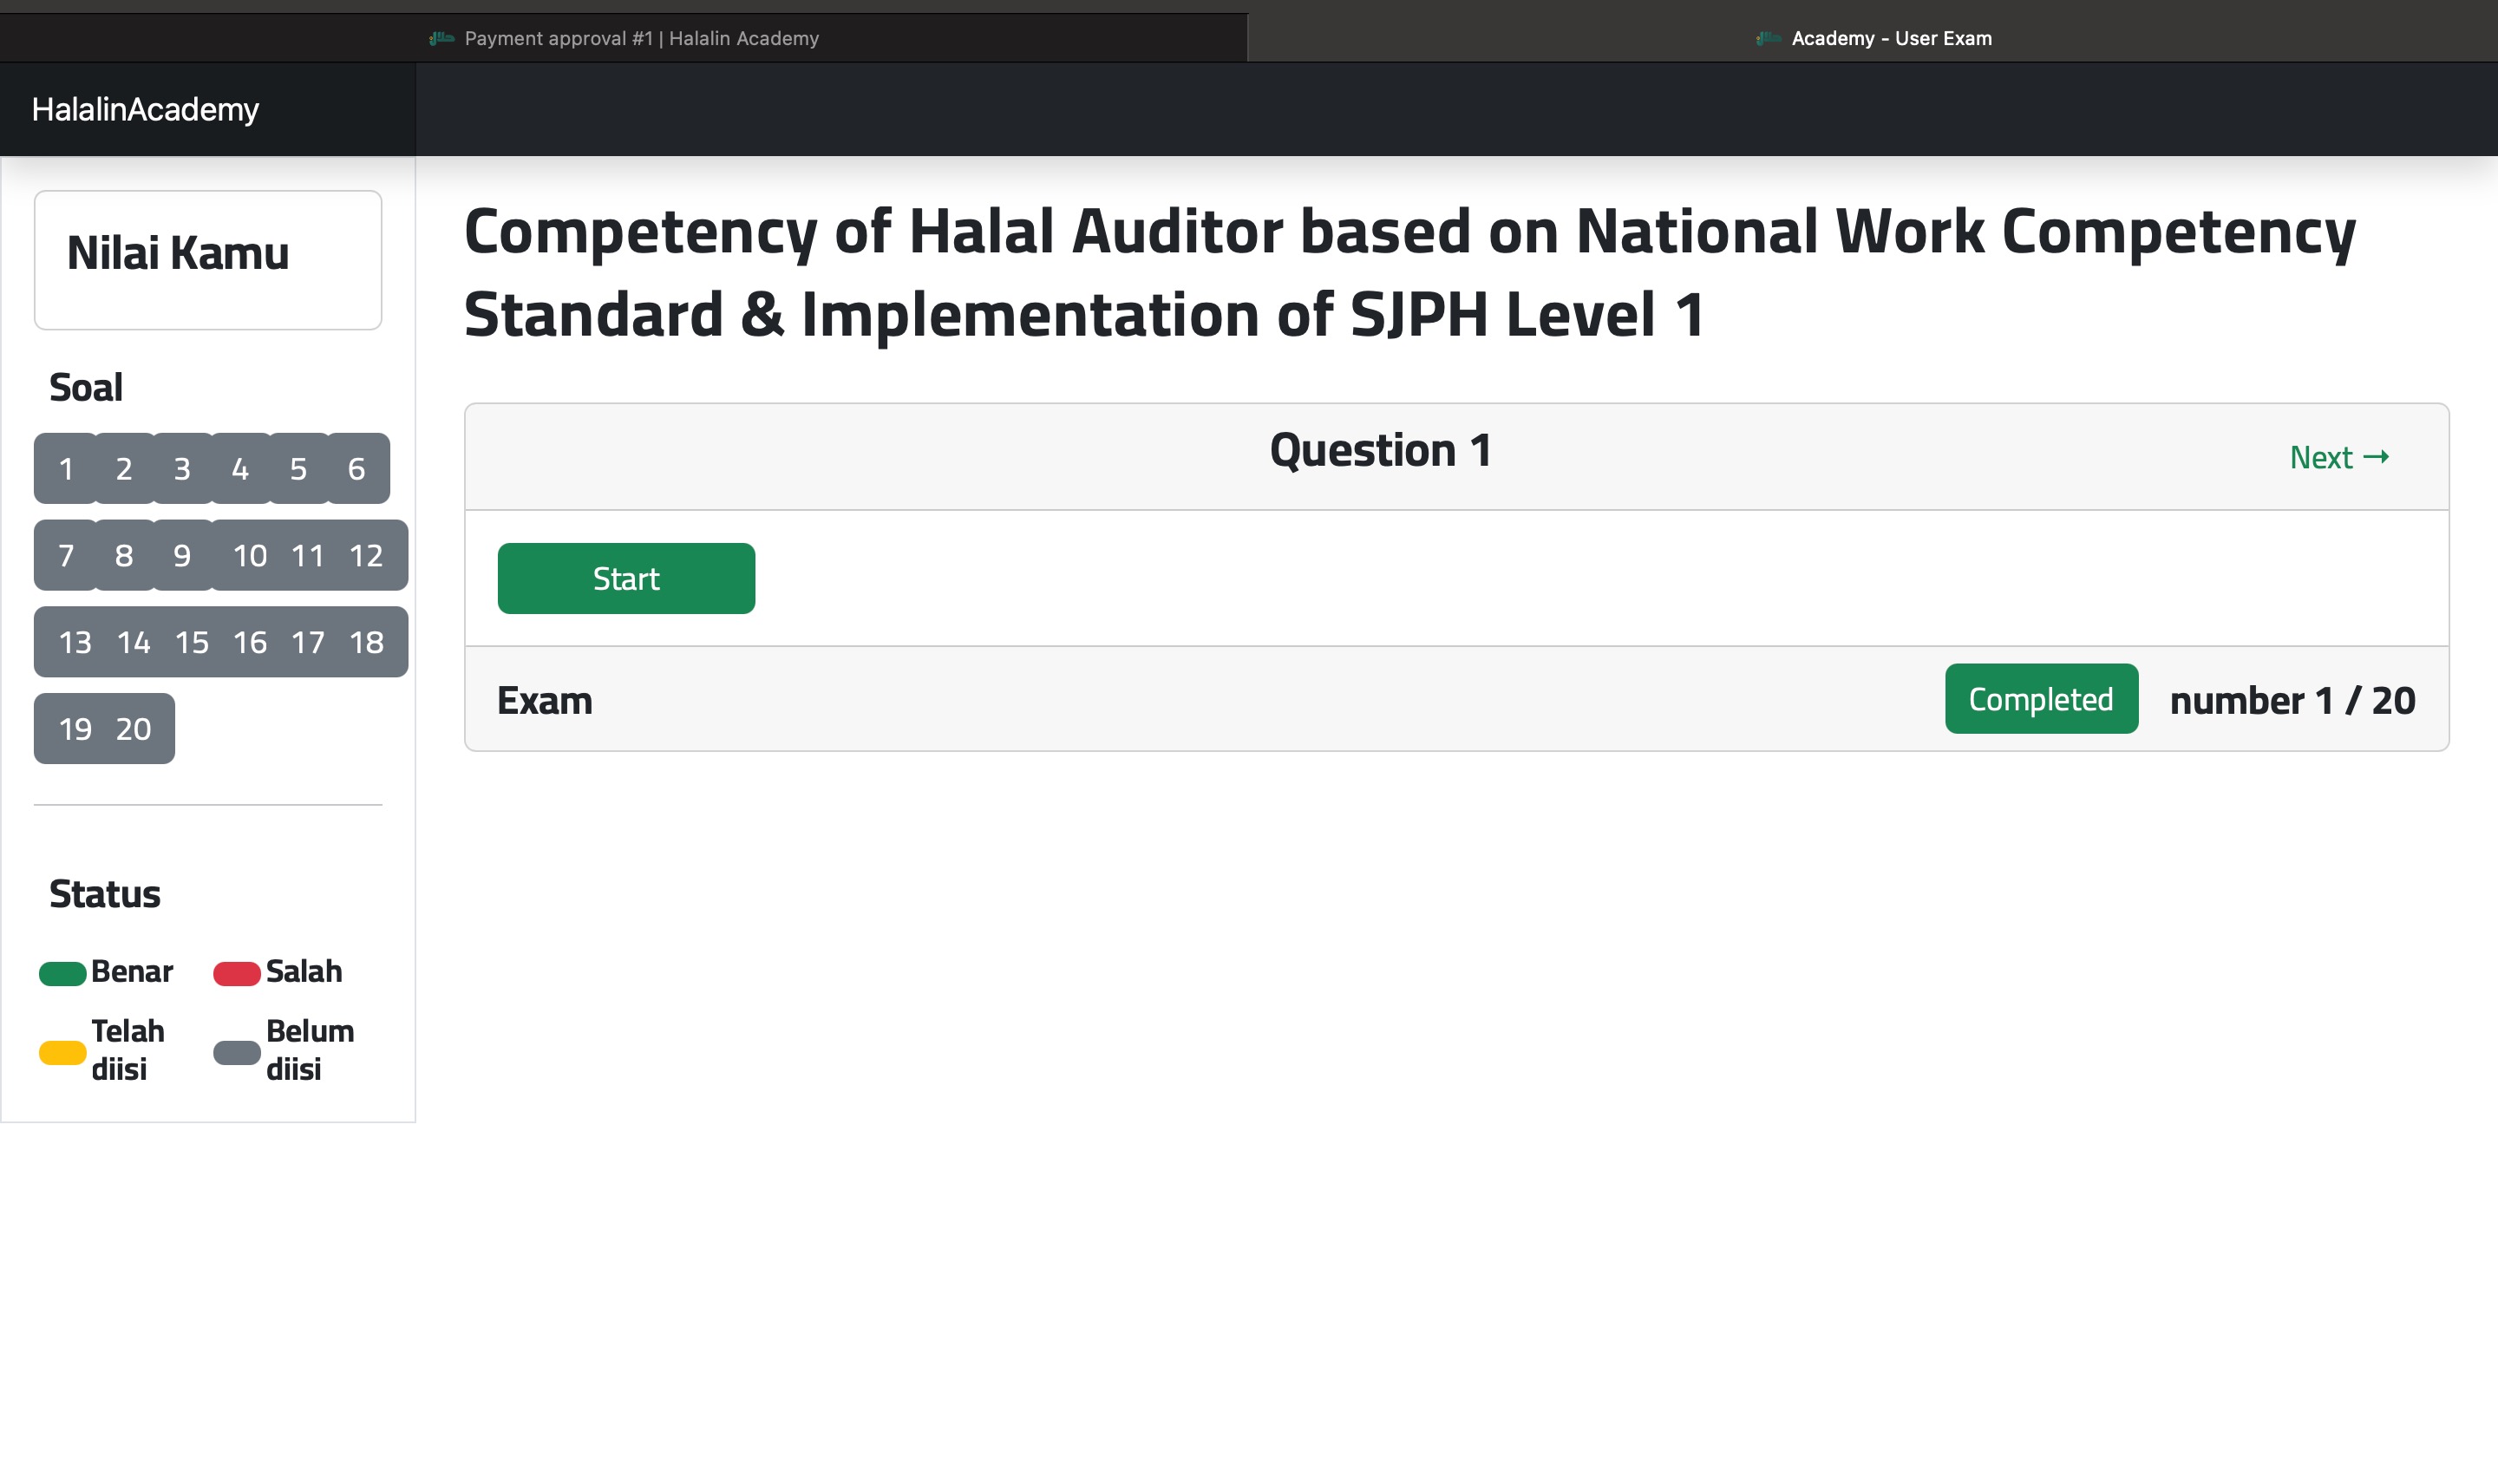 Payment approval #1 | Halalin Academy
Academy - User Exam
HalalinAcademy
Nilai Kamu
Soal
1 2 3 4 5 6
7 8 9 10 11 12
13 14 15 16 17 18
19 20
Status
Benar Salah
Telah diisi Belum diisi
Competency of Halal Auditor based on National Work Competency
Standard & Implementation of SJPH Level 1
Question 1
Next →
Start
Exam
Completed
number 1 / 20